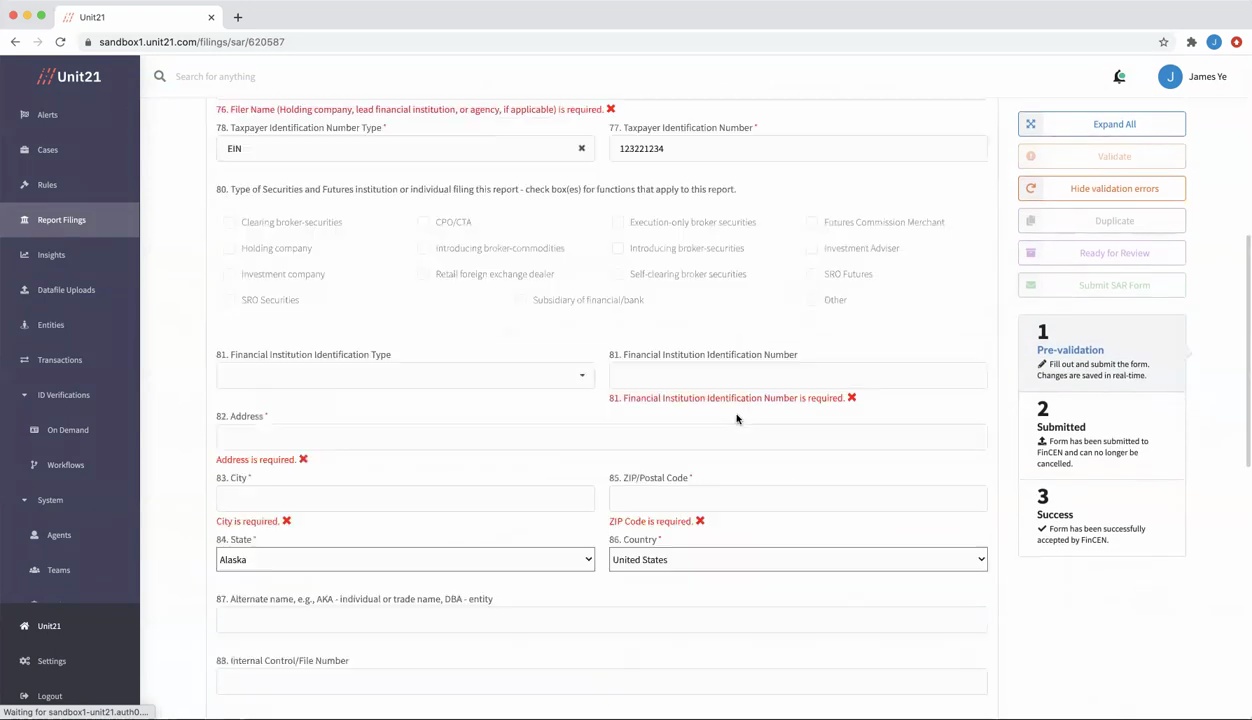 Unit21
sandbox1.unit21.com/filings/sar/620587
Unit21
Search for anything
J
James Ye
Alerts
Cases
Rules
Report Filings
Insights
Datafile Uploads
Entities
Transactions
ID Verifications
On Demand
Workflows
System
Agents
Teams
Unit21
Settings
Logout
Waiting for sandbox1-unit21.auth0....
76. Filer Name (Holding company, lead financial institution, or agency, if applicable) is required.
78. Taxpayer Identification Number Type *
77. Taxpayer Identification Number *
EIN
123221234
80. Type of Securities and Futures institution or individual filing this report - check box(es) for functions that apply to this report.
Clearing broker-securities
CPO/CTA
Execution-only broker securities
Futures Commission Merchant
Holding company
Introducing broker-commodities
Introducing broker-securities
Investment Adviser
Investment company
Retail foreign exchange dealer
Self-clearing broker securities
SRO Futures
SRO Securities
Subsidiary of financial/bank
Other
81. Financial Institution Identification Type
81. Financial Institution Identification Number
81. Financial Institution Identification Number is required.
82. Address *
Address is required.
83. City *
85. ZIP/Postal Code *
City is required.
ZIP Code is required.
84. State *
86. Country *
Alaska
United States
87. Alternate name, e.g., AKA - individual or trade name, DBA - entity
88. Internal Control/File Number
Expand All
Validate
Hide validation errors
Duplicate
Ready for Review
Submit SAR Form
1
Pre-validation
Fill out and submit the form.
Changes are saved in real-time.
2
Submitted
Form has been submitted to
FinCEN and can no longer be
cancelled.
3
Success
Form has been successfully
accepted by FinCEN.